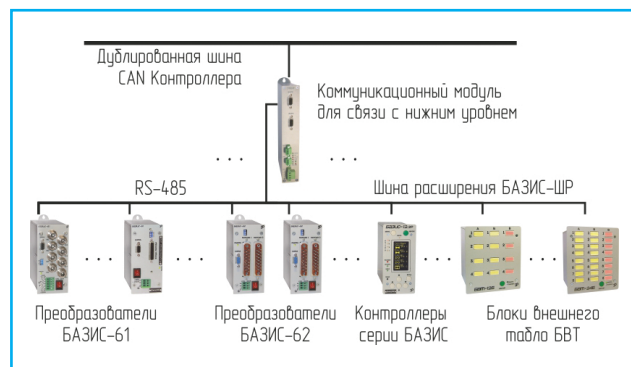 Дублированная шина
CAN Контроллера
Коммуникационный модуль
для связи с нижним уровнем
RS-485
Шина расширения БАЗИС-ШР
Преобразователи
БАЗИС-61
Преобразователи
БАЗИС-62
Контроллеры
серии БАЗИС
Блоки внешнего
табло БВТ